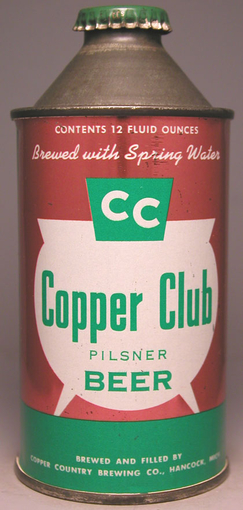 CONTENTS 12 FLUID OUNCES
Brewed with Spring Water
CC
Copper Club
PILSNER
BEER
BREWED AND FILLED BY
COPPER COUNTRY BREWING CO., HANCOCK, MICH.